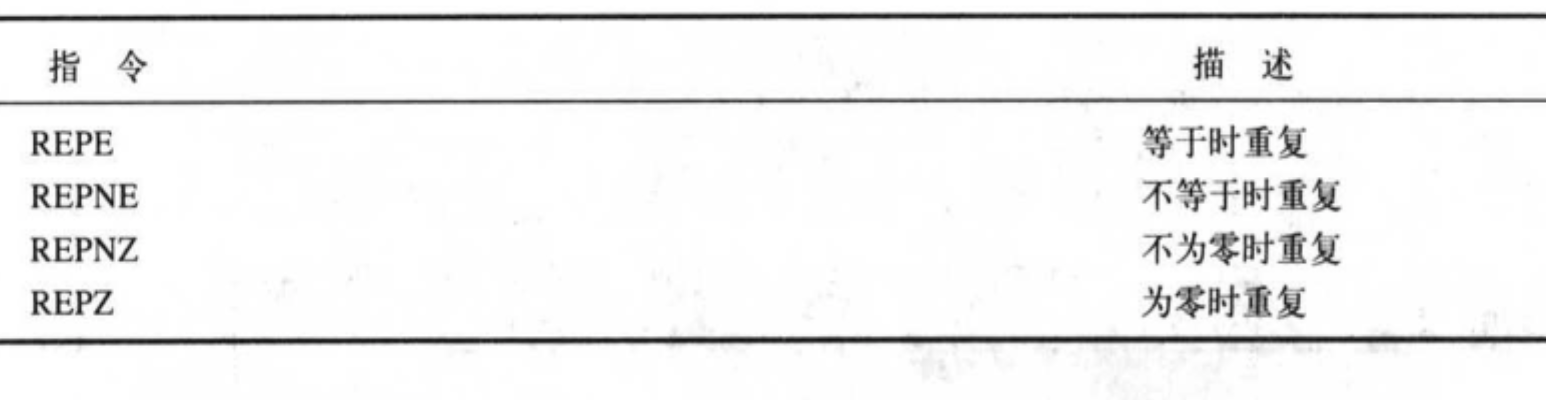 指 令 描 述
REPE 等于时重复
REPNE 不等于时重复
REPNZ 不为零时重复
REPZ 为零时重复